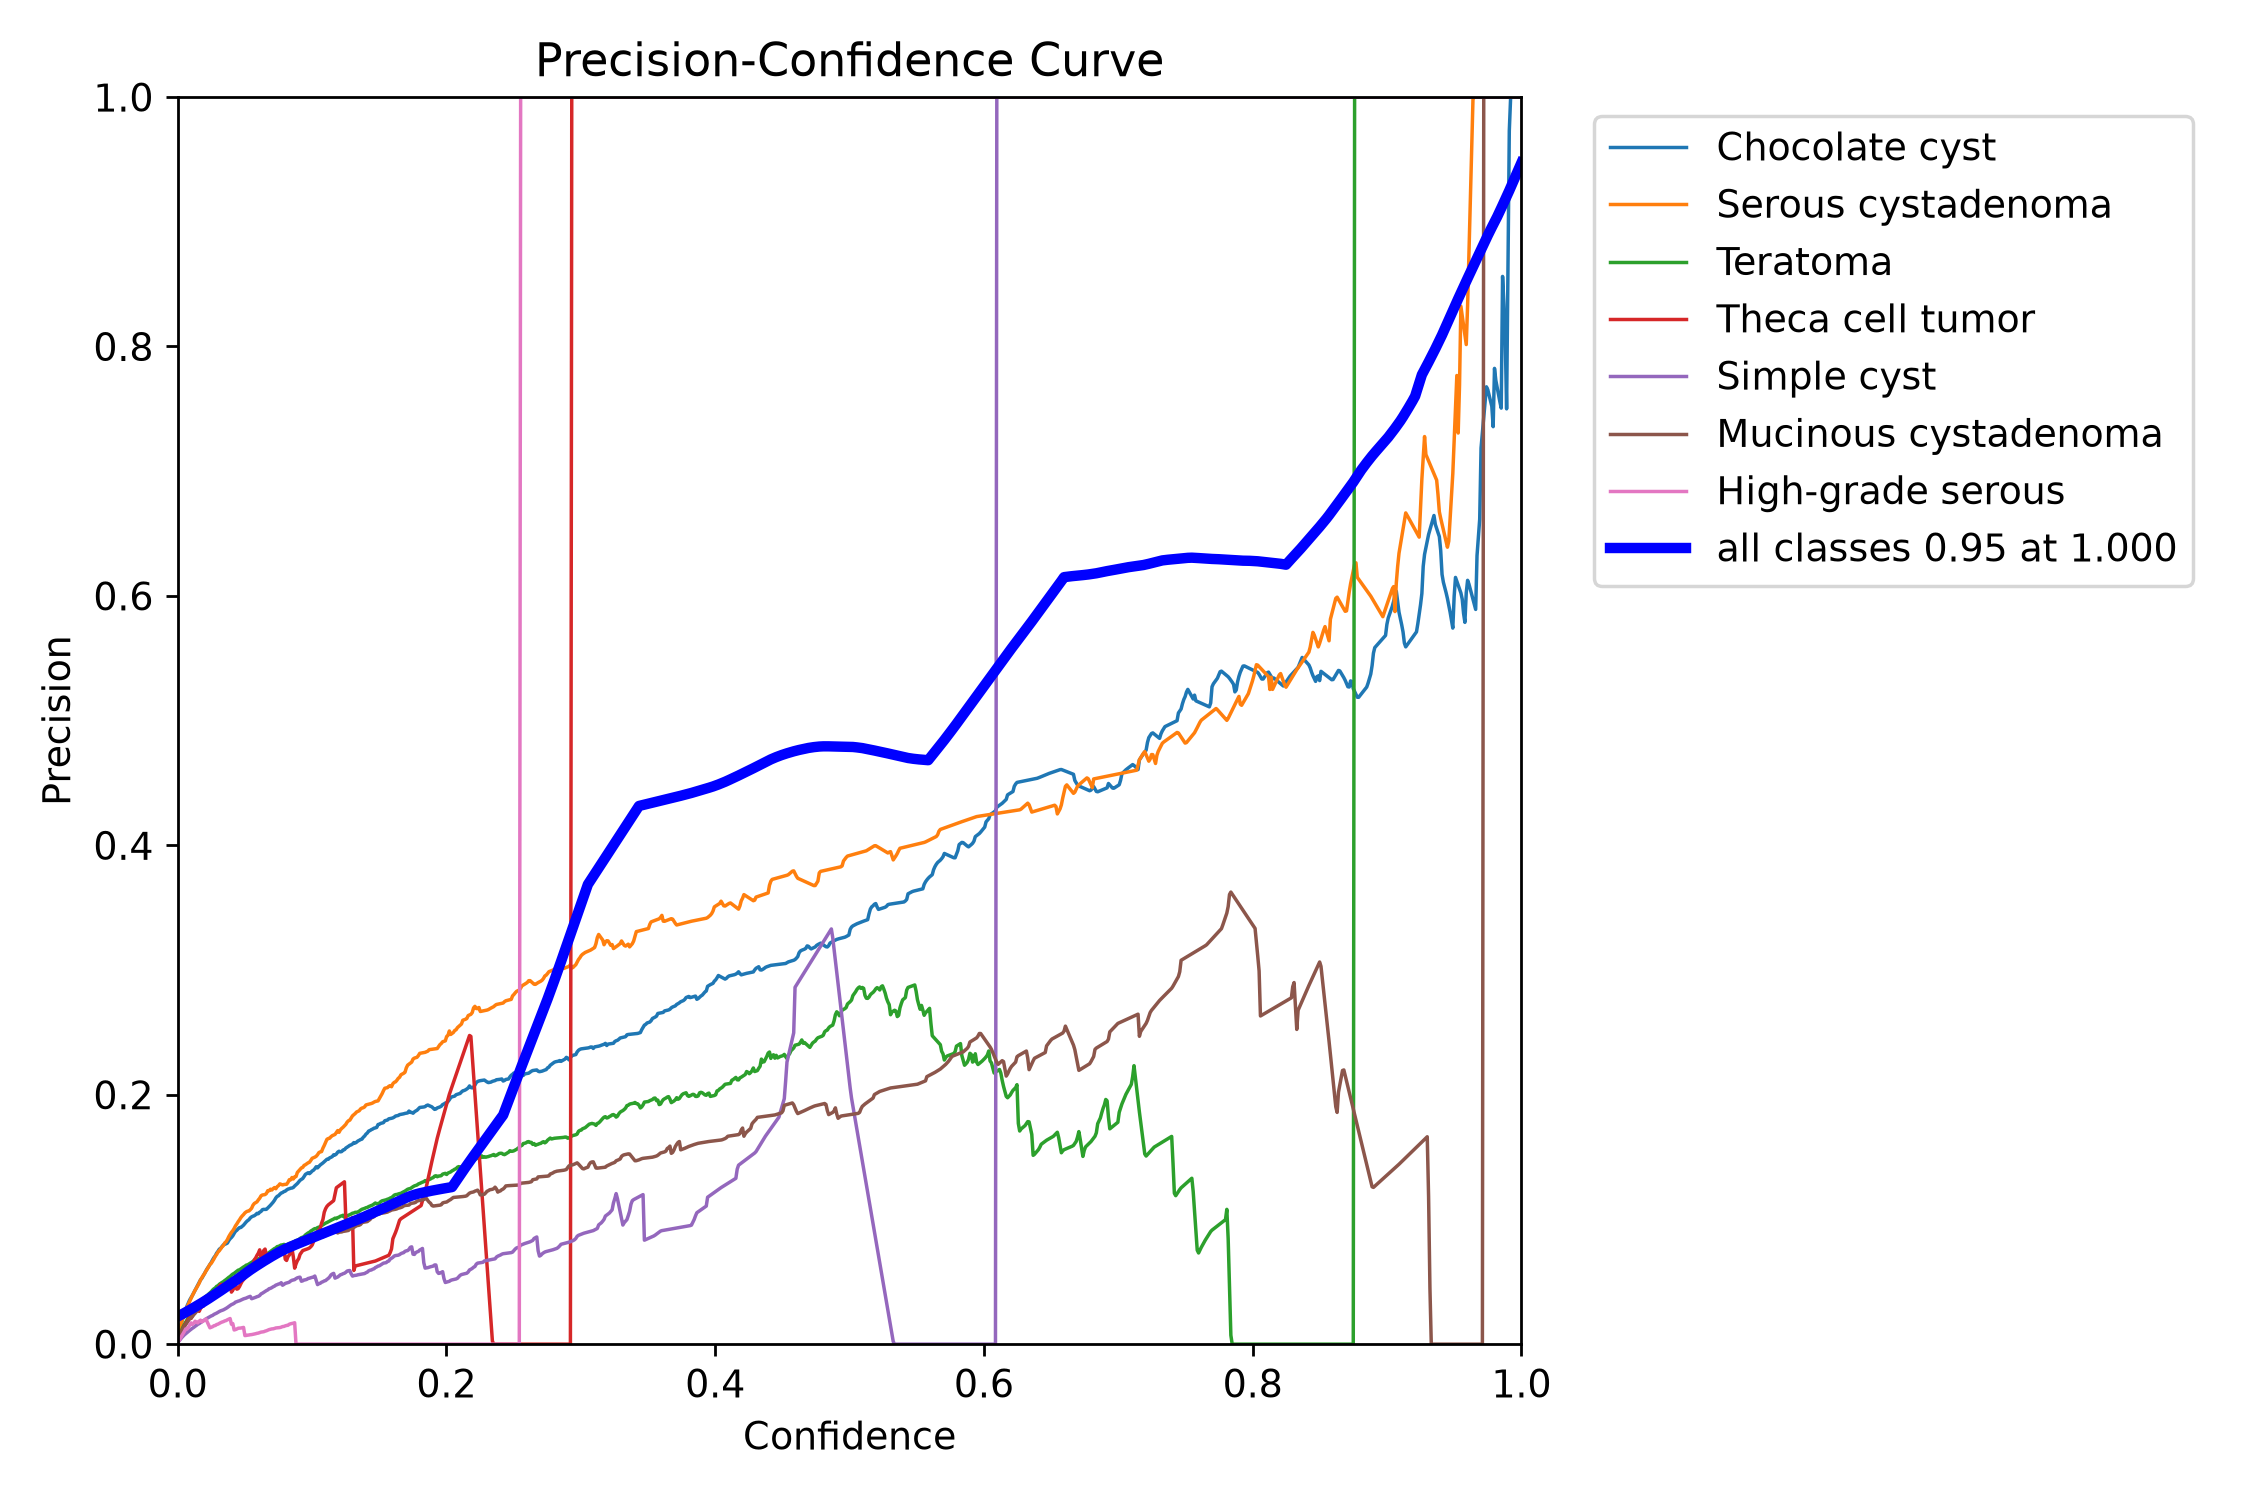 Precision-Confidence Curve
1.0
0.8
0.6
0.4
0.2
0.0
Precision
0.0 0.2 0.4 0.6 0.8 1.0
Confidence
Chocolate cyst
Serous cystadenoma
Teratoma
Theca cell tumor
Simple cyst
Mucinous cystadenoma
High-grade serous
all classes 0.95 at 1.000